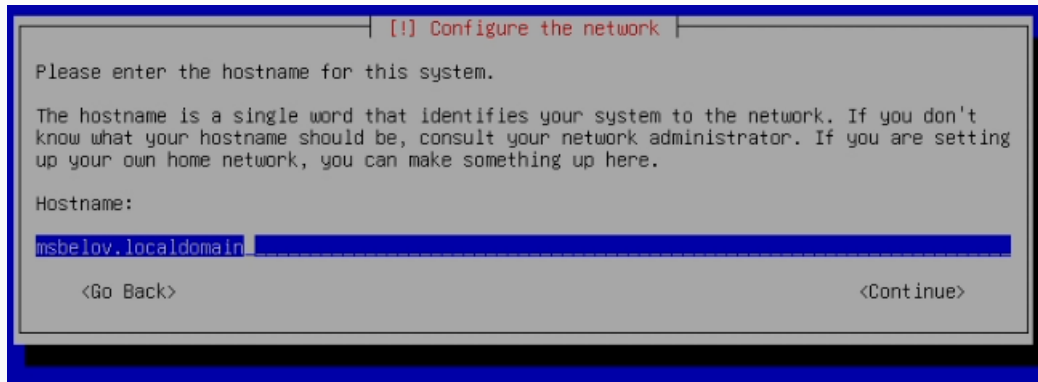 [!] Configure the network
Please enter the hostname for this system.
The hostname is a single word that identifies your system to the network. If you don't
know what your hostname should be, consult your network administrator. If you are setting
up your own home network, you can make something up here.
Hostname:
msbelov.localdomain
<Go Back> <Continue>